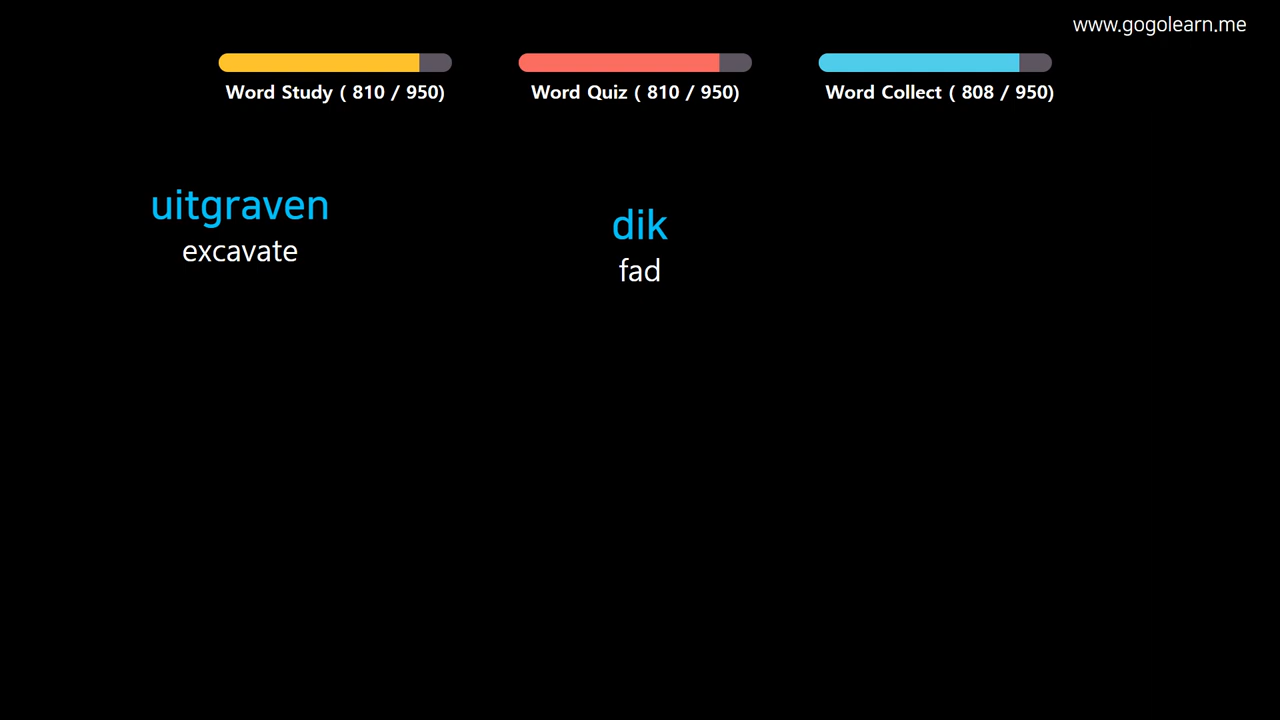 www.gogolearn.me
Word Study ( 810 / 950)
Word Quiz ( 810 / 950)
Word Collect ( 808 / 950)
uitgraven
excavate
dik
fad